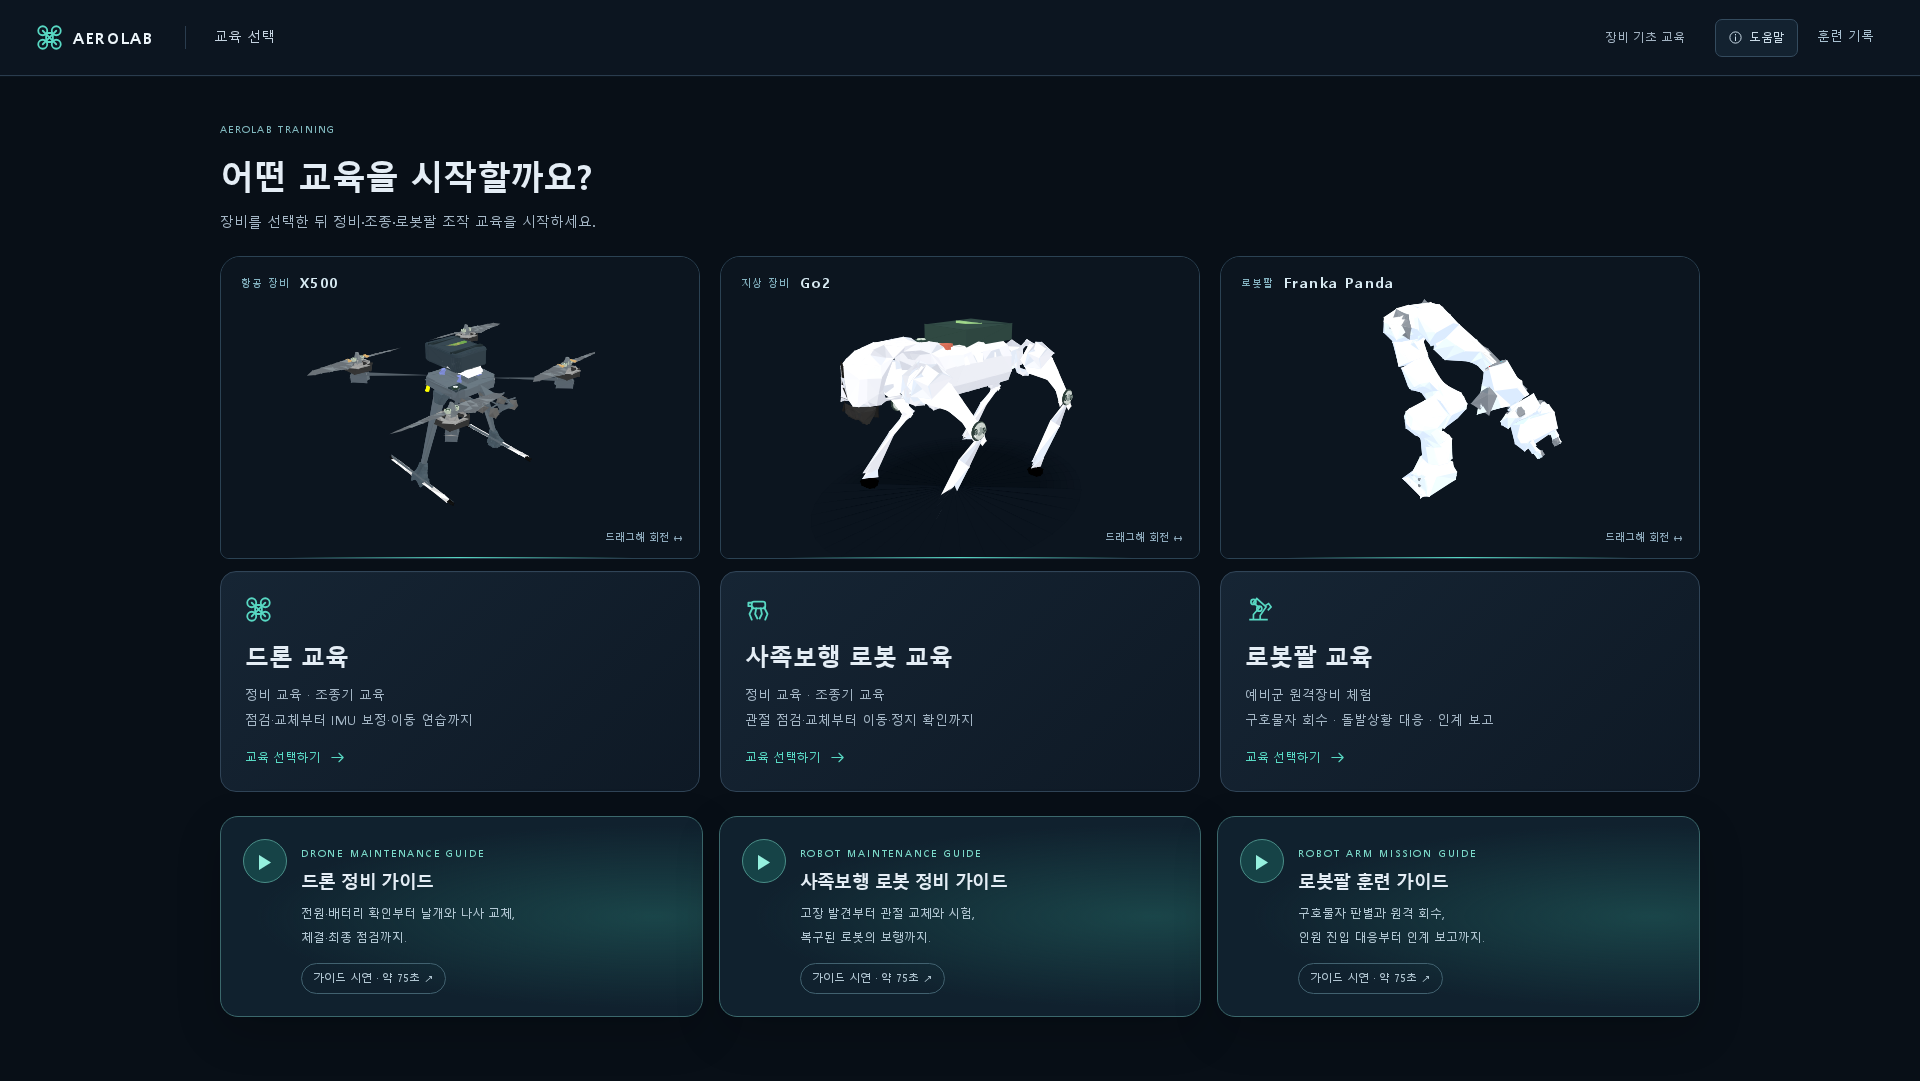 AEROLAB
교육 선택
장비 기초 교육
도움말
훈련 기록
AEROLAB TRAINING
어떤 교육을 시작할까요?
장비를 선택한 뒤 정비·조종·로봇팔 조작 교육을 시작하세요.
항공 장비 X500
드래그해 회전 ↔
지상 장비 Go2
드래그해 회전 ↔
로봇팔 Franka Panda
드래그해 회전 ↔
드론 교육
정비 교육 · 조종기 교육
점검·교체부터 IMU 보정·이동 연습까지
교육 선택하기 →
사족보행 로봇 교육
정비 교육 · 조종기 교육
관절 점검·교체부터 이동·정지 확인까지
교육 선택하기 →
로봇팔 교육
예비군 원격장비 체험
구호물자 회수 · 돌발상황 대응 · 인계 보고
교육 선택하기 →
DRONE MAINTENANCE GUIDE
드론 정비 가이드
전원·배터리 확인부터 날개와 나사 교체,
체결·최종 점검까지.
가이드 시연 · 약 75초 ↗
ROBOT MAINTENANCE GUIDE
사족보행 로봇 정비 가이드
고장 발견부터 관절 교체와 시험,
복구된 로봇의 보행까지.
가이드 시연 · 약 75초 ↗
ROBOT ARM MISSION GUIDE
로봇팔 훈련 가이드
구호물자 판별과 원격 회수,
인원 진입 대응부터 인계 보고까지.
가이드 시연 · 약 75초 ↗